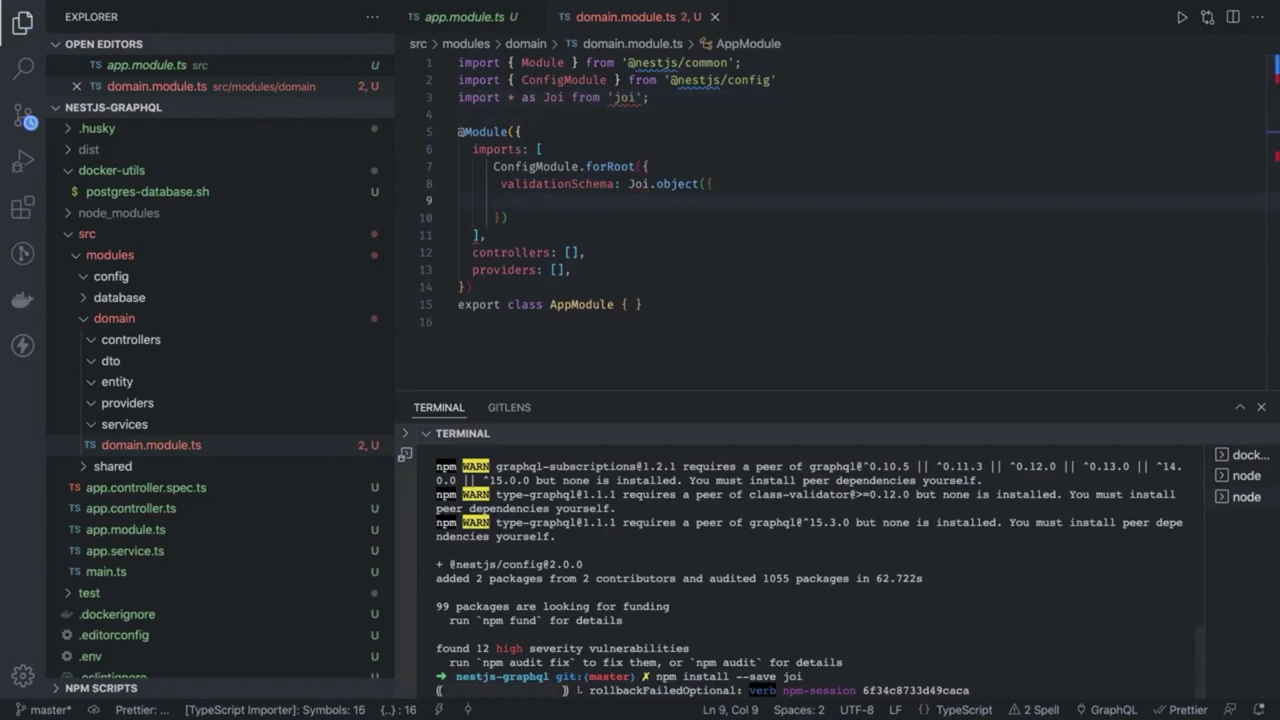 EXPLORER
OPEN EDITORS
TS app.module.ts src U
TS domain.module.ts src/modules/domain 2, U
NESTJS-GRAPHQL
.husky
dist
docker-utils
$ postgres-database.sh U
node_modules
src
modules
config
database
domain
controllers
dto
entity
providers
services
TS domain.module.ts 2, U
shared
TS app.controller.spec.ts U
TS app.controller.ts U
TS app.module.ts U
TS app.service.ts U
TS main.ts U
test
.dockerignore U
.editorconfig U
.env U
NPM SCRIPTS
TS app.module.ts U
TS domain.module.ts 2, U
src > modules > domain > TS domain.module.ts > AppModule
1 import { Module } from '@nestjs/common';
2 import { ConfigModule } from '@nestjs/config'
3 import * as Joi from 'joi';
4
5 @Module({
6 imports: [
7 ConfigModule.forRoot({
8 validationSchema: Joi.object({
9
10 })
11 ],
12 controllers: [],
13 providers: [],
14 })
15 export class AppModule { }
16
TERMINAL GITLENS
TERMINAL
npm WARN graphql-subscriptions@1.2.1 requires a peer of graphql@^0.10.5 || ^0.11.3 || ^0.12.0 || ^0.13.0 || ^14.
0.0 || ^15.0.0 but none is installed. You must install peer dependencies yourself.
npm WARN type-graphql@1.1.1 requires a peer of class-validator@>=0.12.0 but none is installed. You must install
peer dependencies yourself.
npm WARN type-graphql@1.1.1 requires a peer of graphql@^15.3.0 but none is installed. You must install peer depe
ndencies yourself.
+ @nestjs/config@2.0.0
added 2 packages from 2 contributors and audited 1055 packages in 62.722s
99 packages are looking for funding
run `npm fund` for details
found 12 high severity vulnerabilities
run `npm audit fix` to fix them, or `npm audit` for details
➜ nestjs-graphql git:(master) ✗ npm install --save joi
rollbackFailedOptional: verb npm-session 6f34c8733d49caca
dock...
node
node
master* Prettier: ... [TypeScript Importer]: Symbols: 16 {..} : 16 Ln 9, Col 9 Spaces: 2 UTF-8 LF {} TypeScript 2 Spell GraphQL Prettier